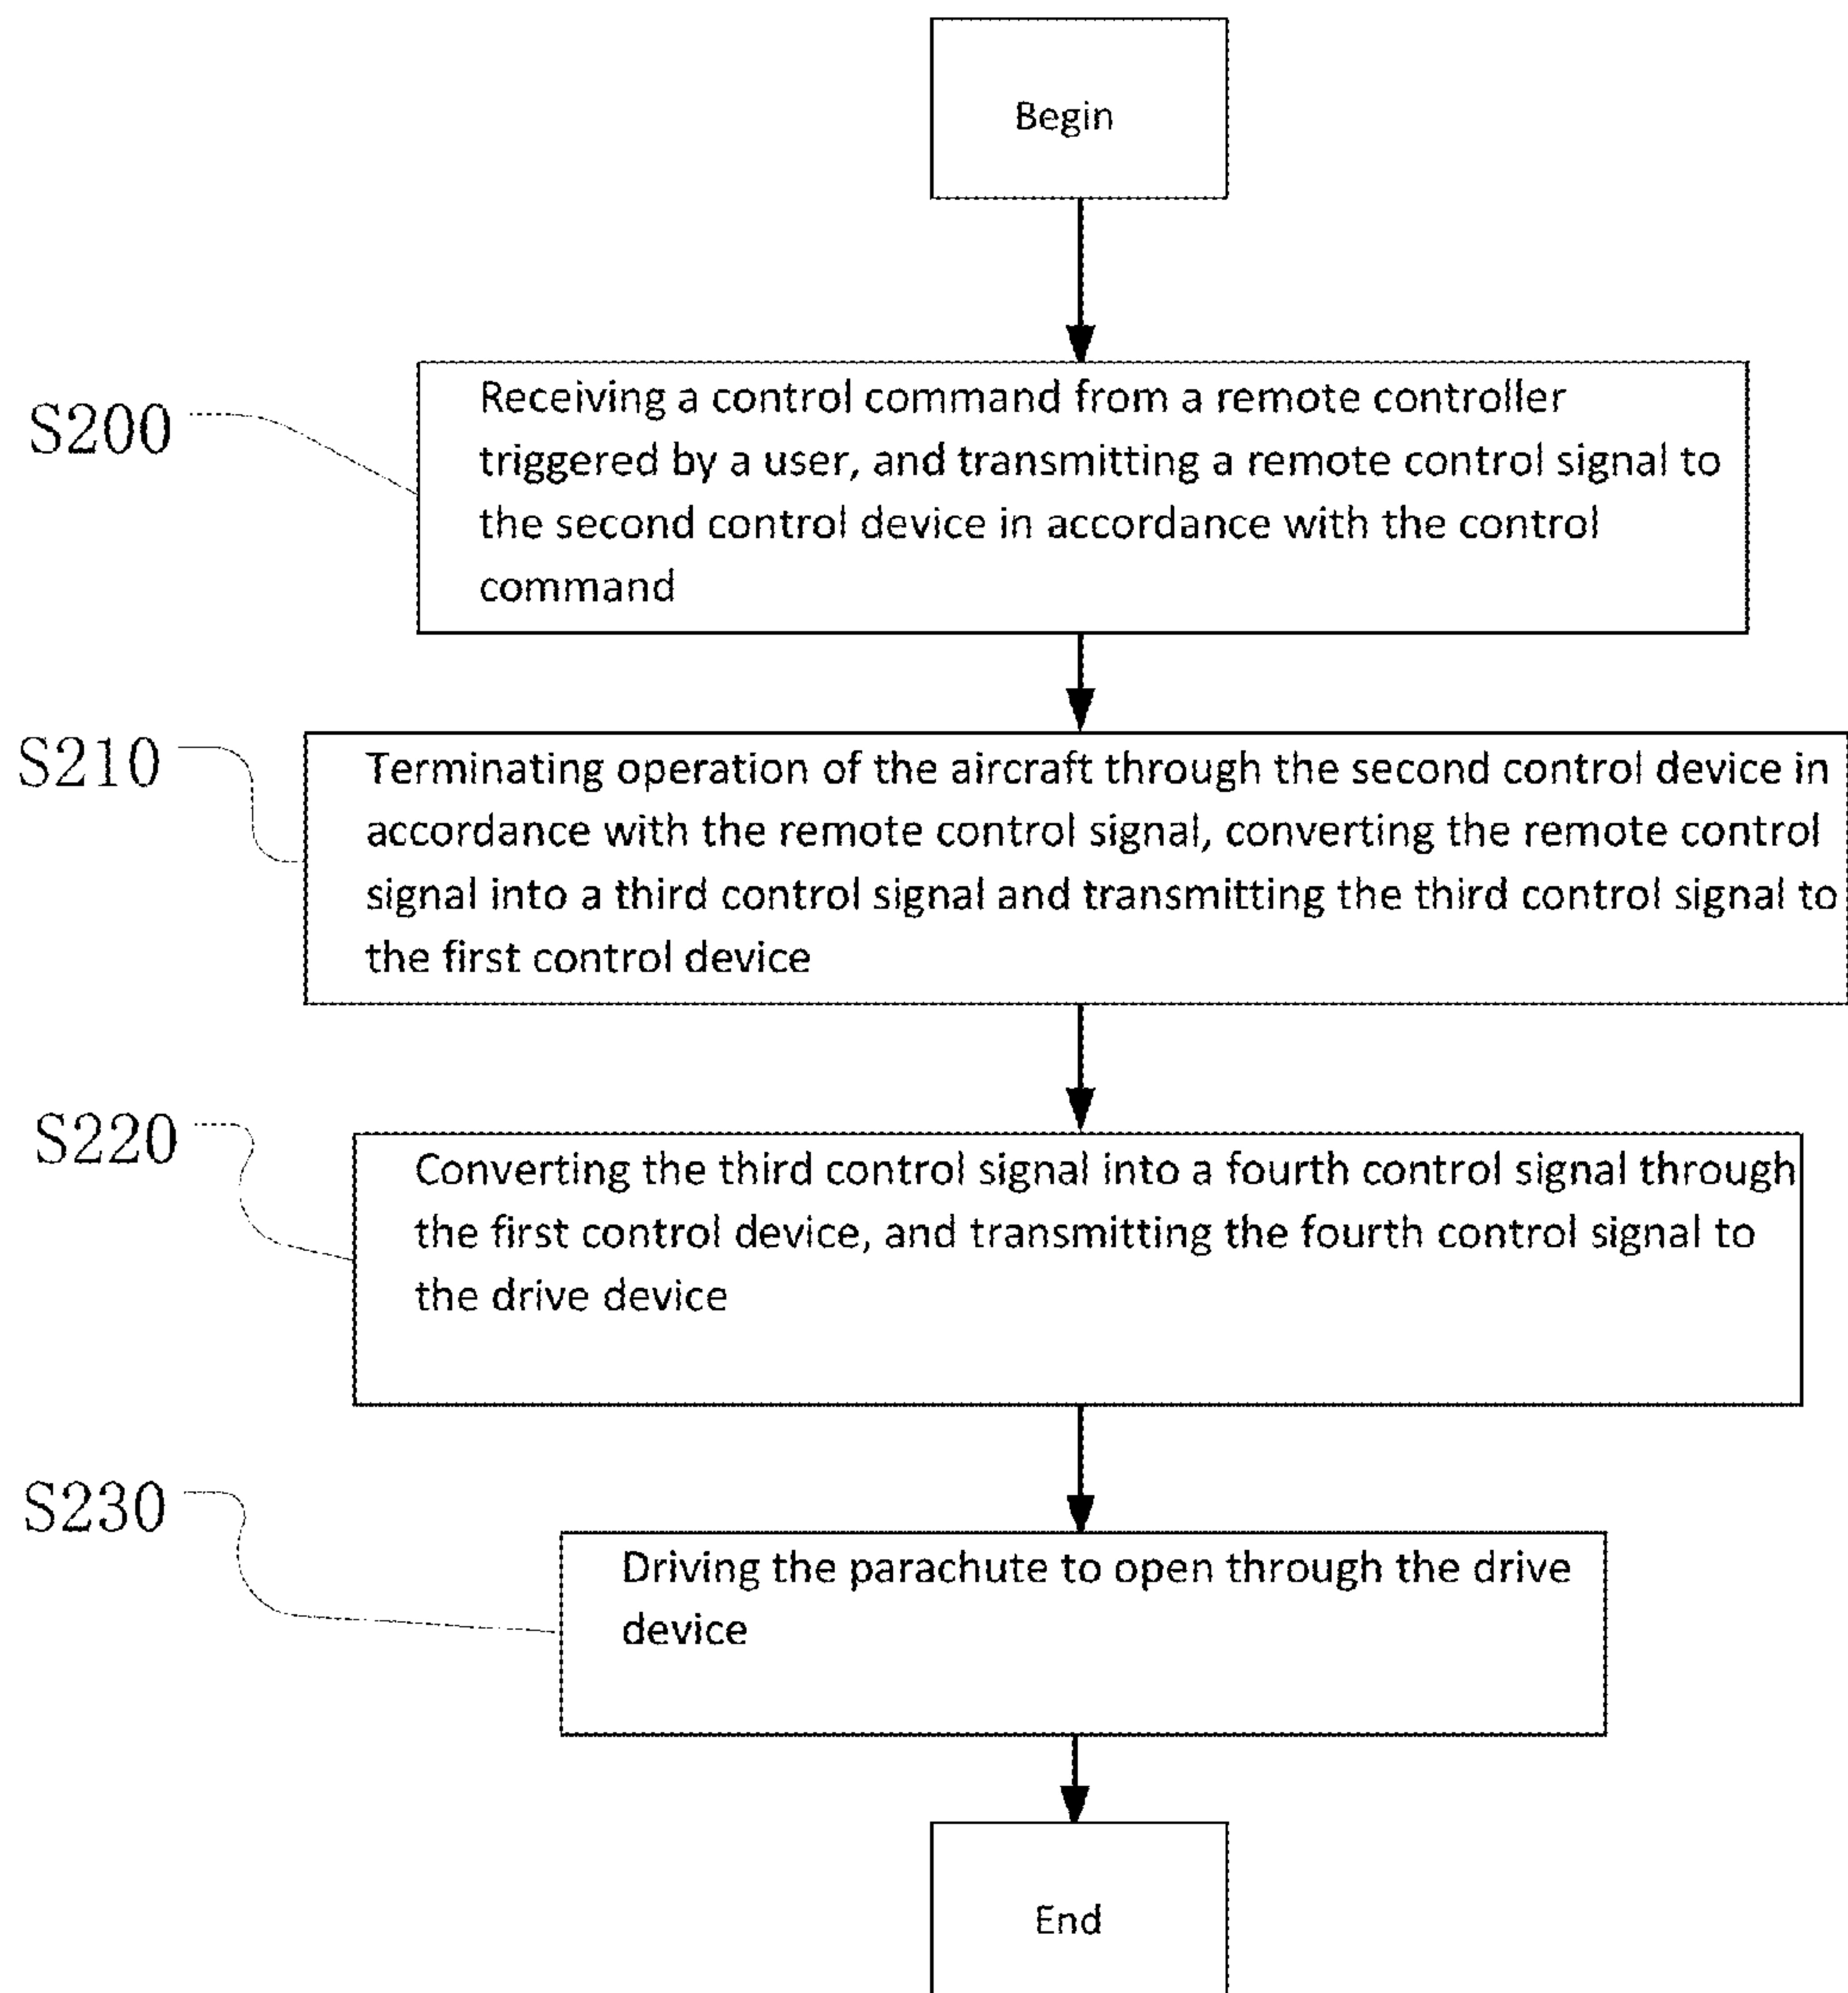 Begin
S200
Receiving a control command from a remote controller
triggered by a user, and transmitting a remote control signal to
the second control device in accordance with the control
command
S210
Terminating operation of the aircraft through the second control device in
accordance with the remote control signal, converting the remote control
signal into a third control signal and transmitting the third control signal to
the first control device
S220
Converting the third control signal into a fourth control signal through
the first control device, and transmitting the fourth control signal to
the drive device
S230
Driving the parachute to open through the drive
device
End